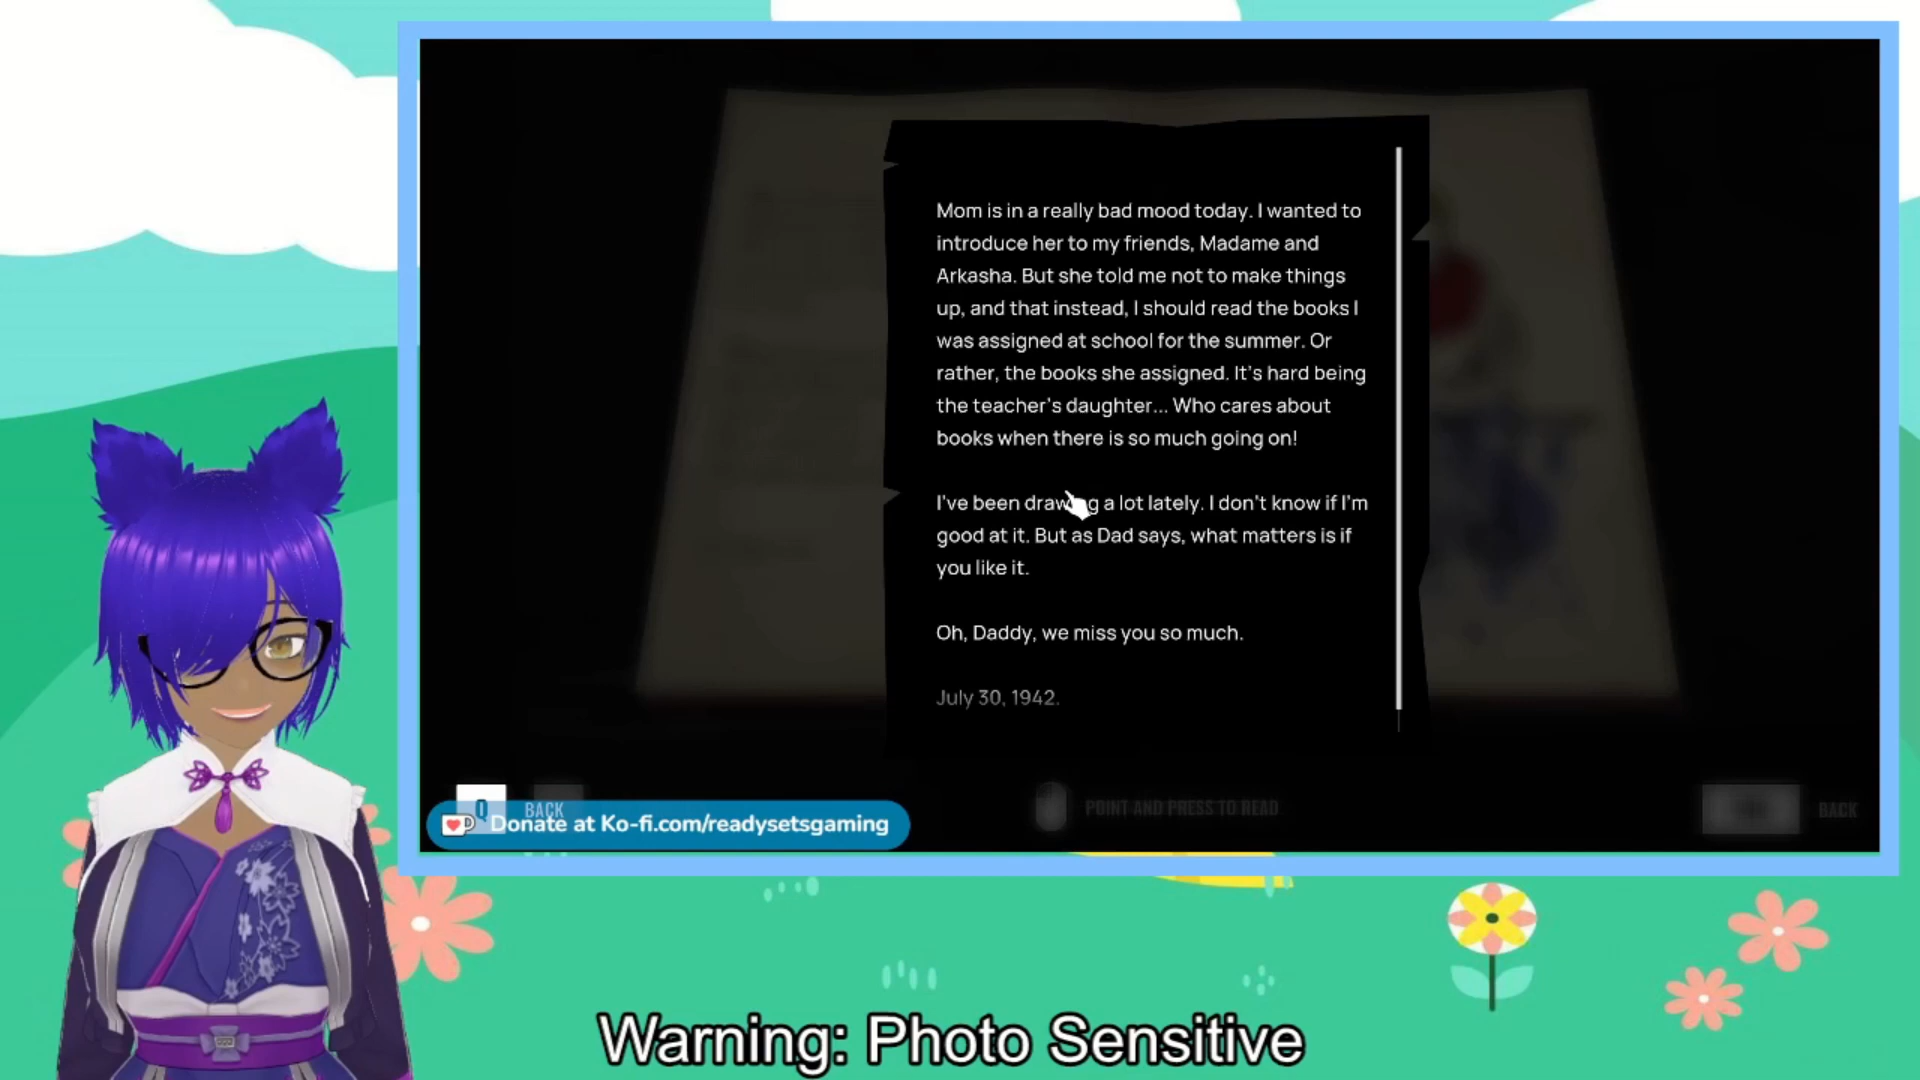 Mom is in a really bad mood today. I wanted to
introduce her to my friends, Madame and
Arkasha. But she told me not to make things
up, and that instead, I should read the books I
was assigned at school for the summer. Or
rather, the books she assigned. It's hard being
the teacher's daughter... Who cares about
books when there is so much going on!
I've been drawing a lot lately. I don't know if I'm
good at it. But as Dad says, what matters is if
you like it.
Oh, Daddy, we miss you so much.
July 30, 1942.
Q BACK
POINT AND PRESS TO READ
BACK
Donate at Ko-fi.com/readysetsgaming
Warning: Photo Sensitive